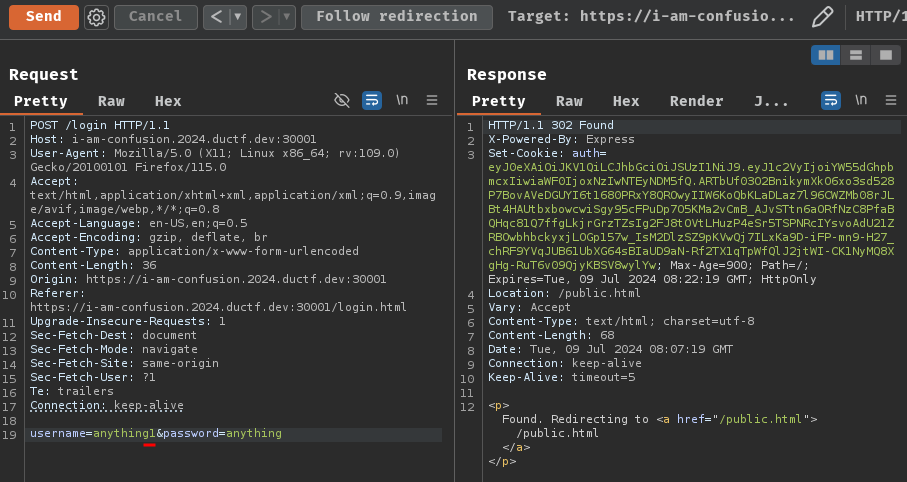 Send Cancel < > Follow redirection Target: https://i-am-confusio... HTTP/1
Request
Pretty Raw Hex \n
1 POST /login HTTP/1.1
2 Host: i-am-confusion.2024.ductf.dev:30001
3 User-Agent: Mozilla/5.0 (X11; Linux x86_64; rv:109.0)
Gecko/20100101 Firefox/115.0
4 Accept:
text/html,application/xhtml+xml,application/xml;q=0.9,imag
e/avif,image/webp,*/*;q=0.8
5 Accept-Language: en-US,en;q=0.5
6 Accept-Encoding: gzip, deflate, br
7 Content-Type: application/x-www-form-urlencoded
8 Content-Length: 36
9 Origin: https://i-am-confusion.2024.ductf.dev:30001
10 Referer:
https://i-am-confusion.2024.ductf.dev:30001/login.html
11 Upgrade-Insecure-Requests: 1
12 Sec-Fetch-Dest: document
13 Sec-Fetch-Mode: navigate
14 Sec-Fetch-Site: same-origin
15 Sec-Fetch-User: ?1
16 Te: trailers
17 Connection: keep-alive
18
19 username=anything1&password=anything
Response
Pretty Raw Hex Render J... \n
1 HTTP/1.1 302 Found
2 X-Powered-By: Express
3 Set-Cookie: auth=
Max-Age=900; Path=/;
Expires=Tue, 09 Jul 2024 08:22:19 GMT; HttpOnly
4 Location: /public.html
5 Vary: Accept
6 Content-Type: text/html; charset=utf-8
7 Content-Length: 68
8 Date: Tue, 09 Jul 2024 08:07:19 GMT
9 Connection: keep-alive
10 Keep-Alive: timeout=5
11
12 <p>
Found. Redirecting to <a href="/public.html">
/public.html
</a>
</p>